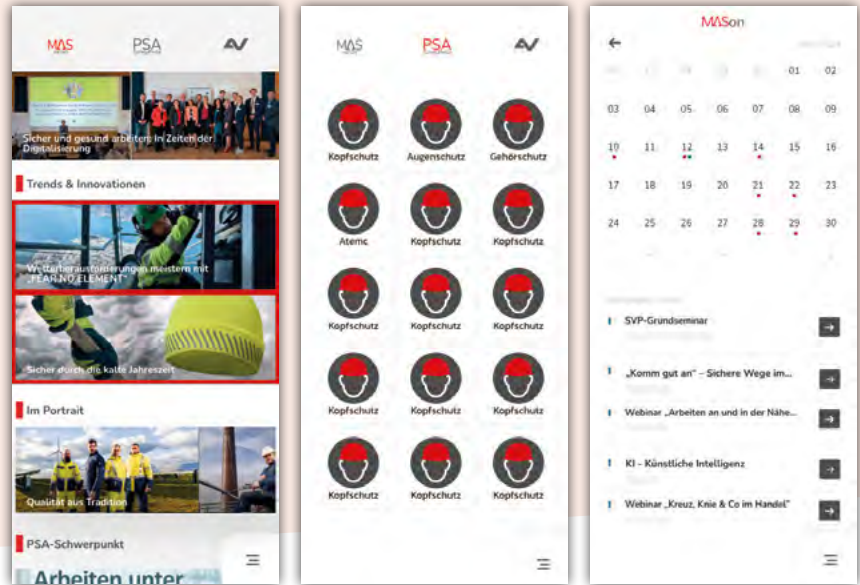 MAS
PSA
AV
Sicher und gesund arbeiten: In Zeiten der
Digitalisierung
Trends & Innovationen
Wetterherausforderungen meistern mit
„FEAR NO ELEMENT“
Sicher durch die kalte Jahreszeit
Im Portrait
Qualität aus Tradition
PSA-Schwerpunkt
Arbeiten unter
MAS
PSA
AV
Kopfschutz Augenschutz Gehörschutz
Atemc Kopfschutz Kopfschutz
Kopfschutz Kopfschutz Kopfschutz
Kopfschutz Kopfschutz Kopfschutz
Kopfschutz Kopfschutz Kopfschutz
MASon
01 02
03 04 05 06 07 08 09
10 11 12 13 14 15 16
17 18 19 20 21 22 23
24 25 26 27 28 29 30
SVP-Grundseminar
„Komm gut an“ – Sichere Wege im...
Webinar „Arbeiten an und in der Nähe...
KI - Künstliche Intelligenz
Webinar „Kreuz, Knie & Co im Handel“